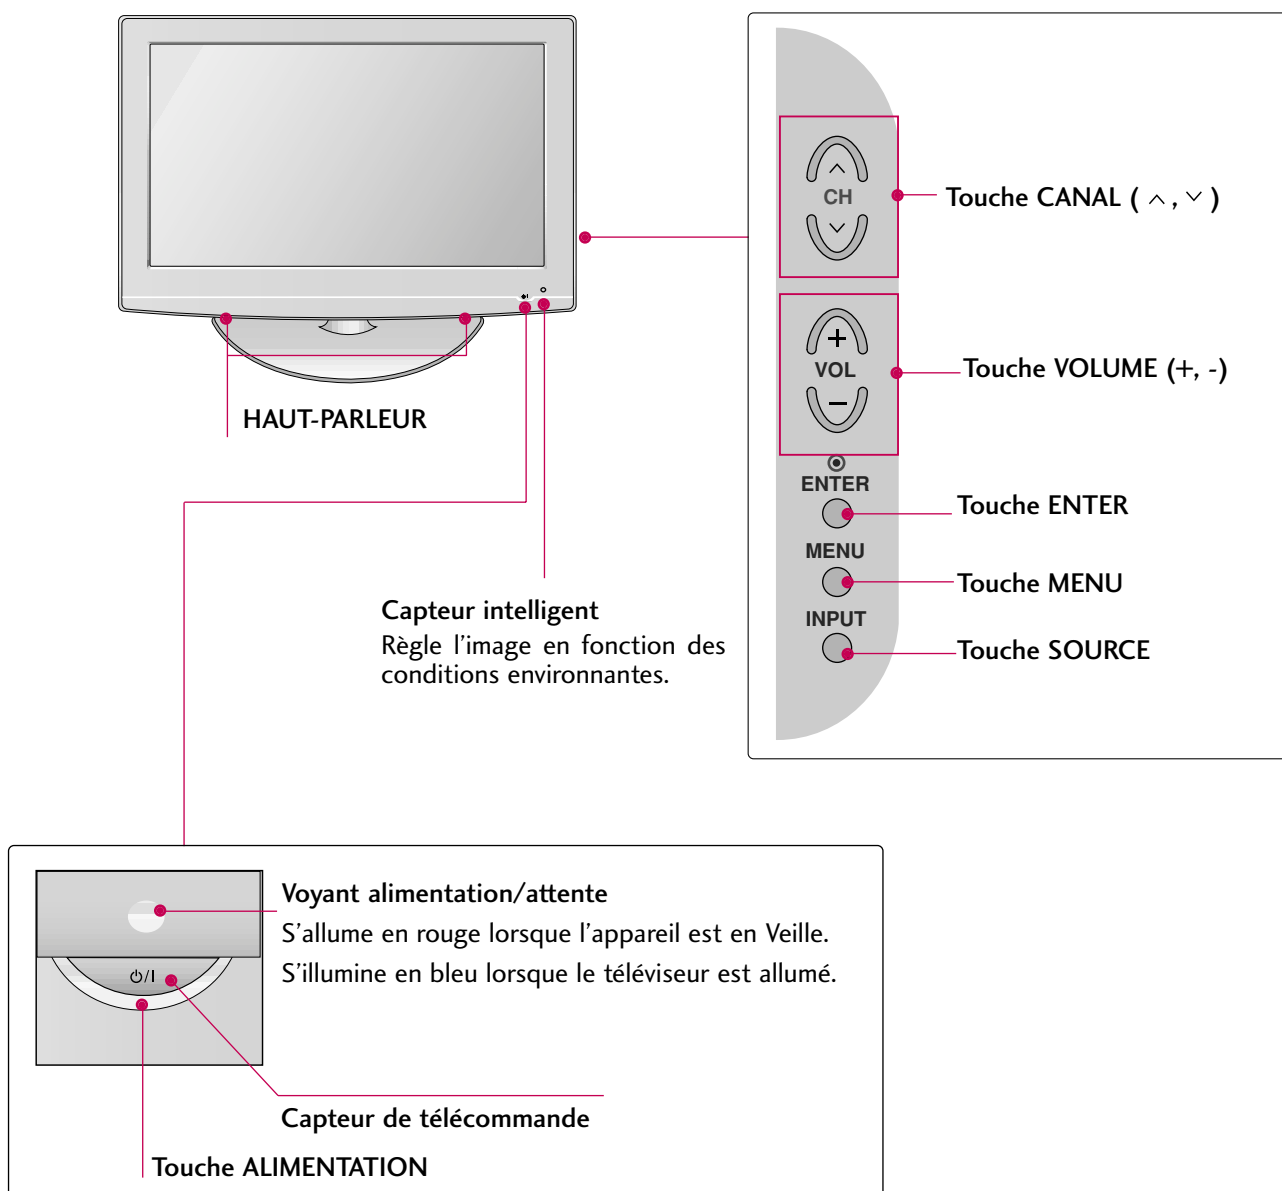 CH
Touche CANAL ( ^ , ˅ )
+
VOL
-
Touche VOLUME (+, -)
HAUT-PARLEUR
ENTER
Touche ENTER
MENU
Touche MENU
INPUT
Touche SOURCE
Capteur intelligent
Règle l’image en fonction des
conditions environnantes.
Voyant alimentation/attente
S’allume en rouge lorsque l’appareil est en Veille.
S’illumine en bleu lorsque le téléviseur est allumé.
⏻/I
Capteur de télécommande
Touche ALIMENTATION